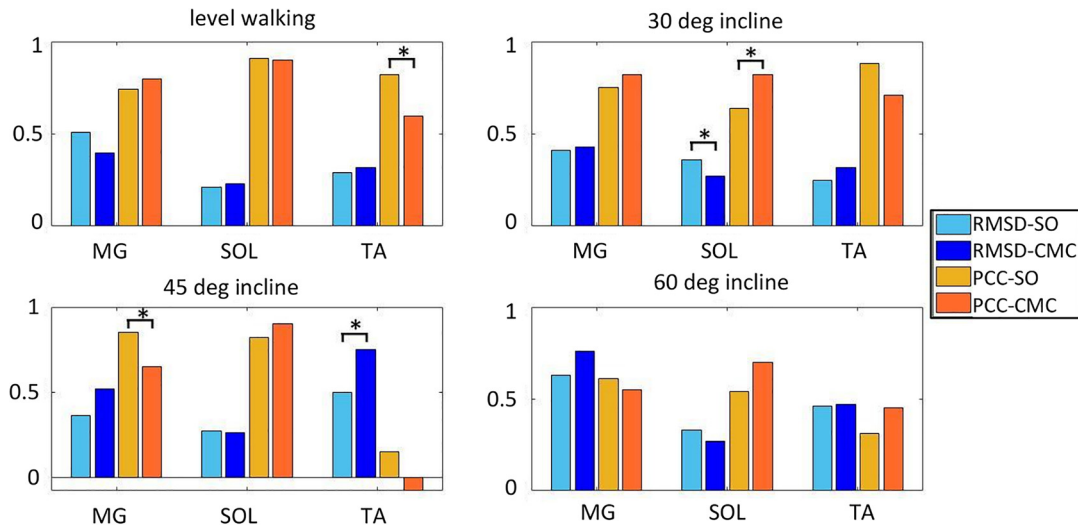 level walking
30 deg incline
1
0.5
0
*
MG SOL TA
1
0.5
0
*
*
MG SOL TA
RMSD-SO
RMSD-CMC
PCC-SO
PCC-CMC
45 deg incline
60 deg incline
1
0.5
0
*
*
MG SOL TA
1
0.5
0
MG SOL TA